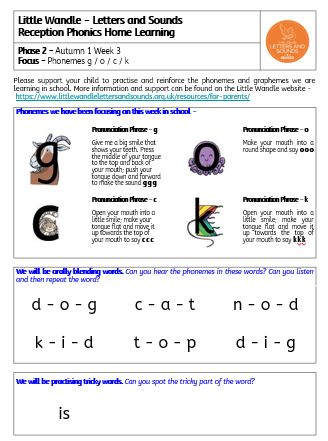 Little Wandle – Letters and Sounds
Reception Phonics Home Learning
Phase 2 – Autumn 1 Week 3
Focus – Phonemes g / o / c / k
LETTERS AND
SOUNDS
Please support your child to practise and reinforce the phonemes and graphemes we are
learning in school. More information and support can be found on the Little Wandle website -
https://www.littlewandlelettersandsounds.org.uk/resources/for-parents/
Phonemes we have been focusing on this week in school -
g
Pronunciation Phrase - g
Give me a big smile that
shows your teeth. Press
the middle of your tongue
to the top and back of
your mouth; push your
tongue down and forward
to make the sound ggg
o
Pronunciation Phrase - o
Make your mouth into a
round shape and say ooo
c
Pronunciation Phrase - c
Open your mouth into a
little smile; make your
tongue flat and move it
up towards the top of
your mouth to say c c c
k
Pronunciation Phrase - k
Open your mouth into a
little smile; make your
tongue flat and move it
up towards the top of
your mouth to say kkk
We will be orally blending words. Can you hear the phonemes in these words? Can you listen
and then repeat the word?
d - o - g c - a - t n - o - d
k - i - d t - o - p d - i - g
We will be practising tricky words. Can you spot the tricky part of the word?
is